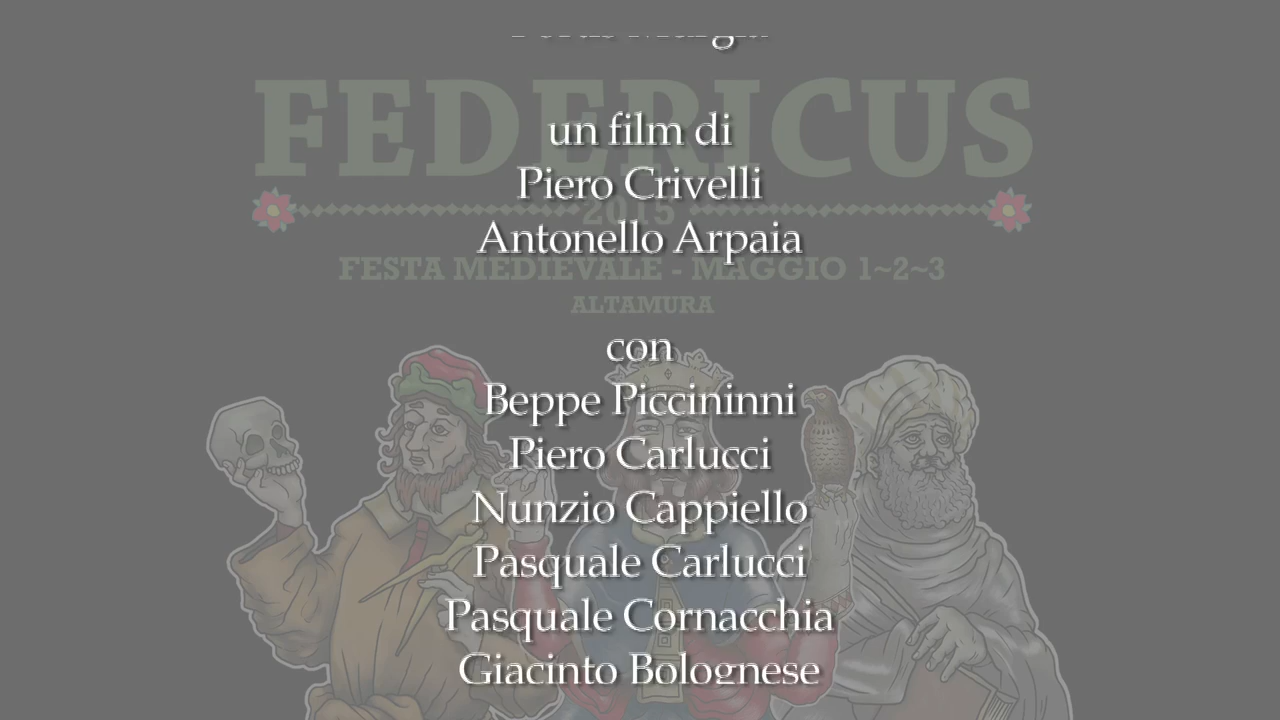 FEDERICUS
2015
FESTA MEDIEVALE - MAGGIO 1~2~3
ALTAMURA
un film di
Piero Crivelli
Antonello Arpaia
con
Beppe Piccininni
Piero Carlucci
Nunzio Cappiello
Pasquale Carlucci
Pasquale Cornacchia
Giacinto Bolognese